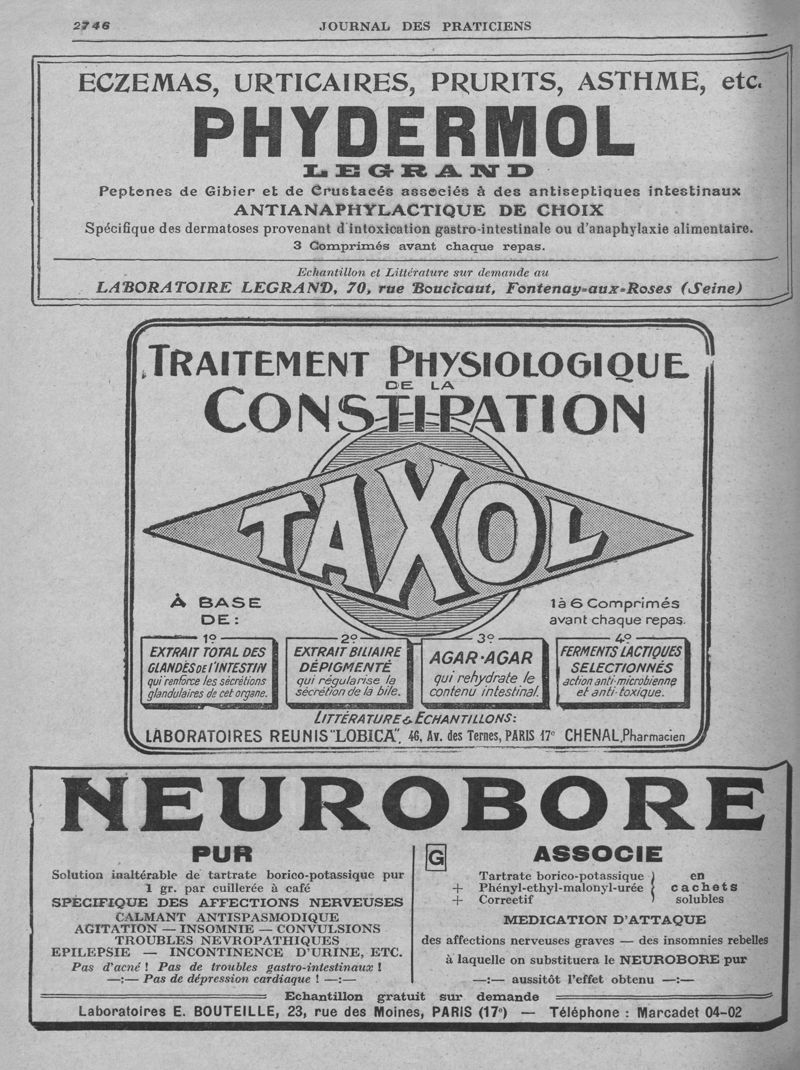 2746
JOURNAL DES PRATICIENS
ECZEMAS, URTICAIRES, PRURITS, ASTHME, etc.
PHYDERMOL
LEGRAND
Peptones de Gibier et de Crustacés associés à des antiseptiques intestinaux
ANTIANAPHYLACTIQUE DE CHOIX
Spécifique des dermatoses provenant d'intoxication gastro-intestinale ou d'anaphylaxie alimentaire.
3 Comprimés avant chaque repas.
Echantillon et Littérature sur demande au
LABORATOIRE LEGRAND, 70, rue Boucicaut, Fontenay-aux-Roses (Seine)
TRAITEMENT PHYSIOLOGIQUE
DE LA
CONSTIPATION
TAXOL
À BASE
DE:
1à 6 Comprimés
avant chaque repas.
1º
EXTRAIT TOTAL DES
GLANDES DE L'INTESTIN
qui renforce les sécrétions
glandulaires de cet organe.
2º
EXTRAIT BILIAIRE
DÉPIGMENTÉ
qui régularise la
sécrétion de la bile.
3º
AGAR-AGAR
qui rehydrate le
contenu intestinal.
4º
FERMENTS LACTIQUES
SELECTIONNÉS
action anti-microbienne
et anti-toxique.
LITTÉRATURE & ÉCHANTILLONS:
LABORATOIRES REUNIS "LOBICA", 46, Av. des Ternes, PARIS 17e CHENAL, Pharmacien
NEUROBORE
PUR
Solution inaltérable de tartrate borico-potassique pur
1 gr. par cuillerée à café
SPÉCIFIQUE DES AFFECTIONS NERVEUSES
CALMANT ANTISPASMODIQUE
AGITATION — INSOMNIE — CONVULSIONS
TROUBLES NEVROPATHIQUES
EPILEPSIE — INCONTINENCE D'URINE, ETC.
Pas d'acné ! Pas de troubles gastro-intestinaux !
—:— Pas de dépression cardiaque ! —:—
G
ASSOCIE
Tartrate borico-potassique } en
+ Phényl-ethyl-malonyl-urée } cachets
+ Correctif } solubles
MEDICATION D'ATTAQUE
des affections nerveuses graves — des insomnies rebelles
à laquelle on substituera le NEUROBORE pur
—:— aussitôt l'effet obtenu —:—
Echantillon gratuit sur demande
Laboratoires E. BOUTEILLE, 23, rue des Moines, PARIS (17e) — Téléphone : Marcadet 04-02